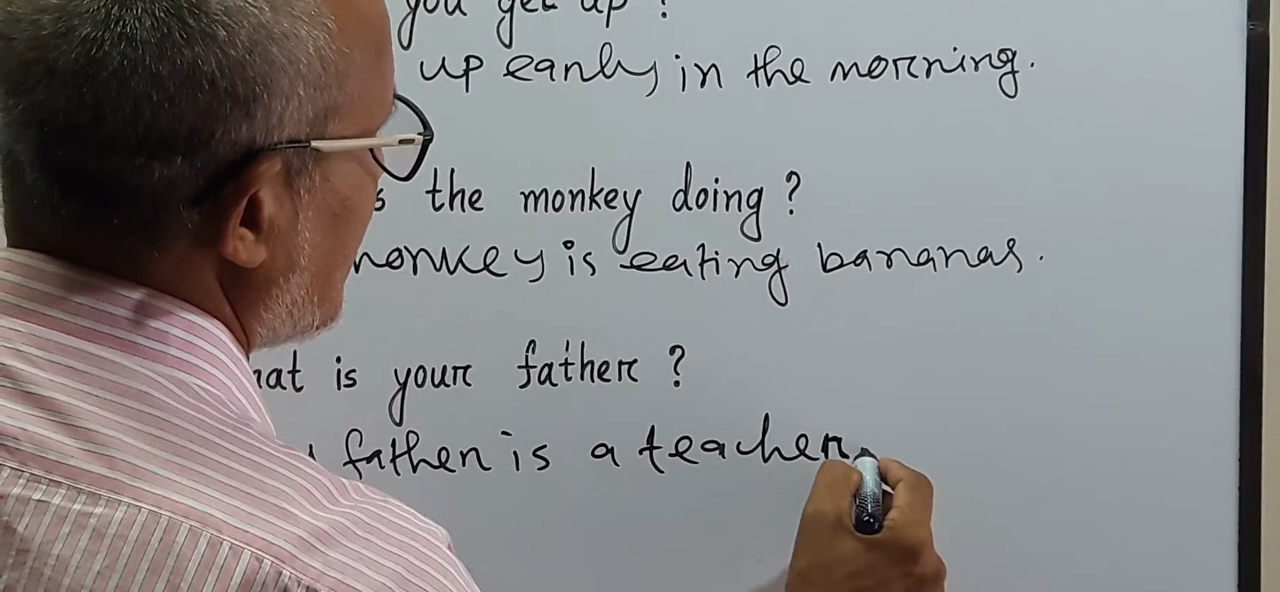 you get up ?
up early in the morning.
the monkey doing ?
monkey is eating bananas.
is your father ?
father is a teacher